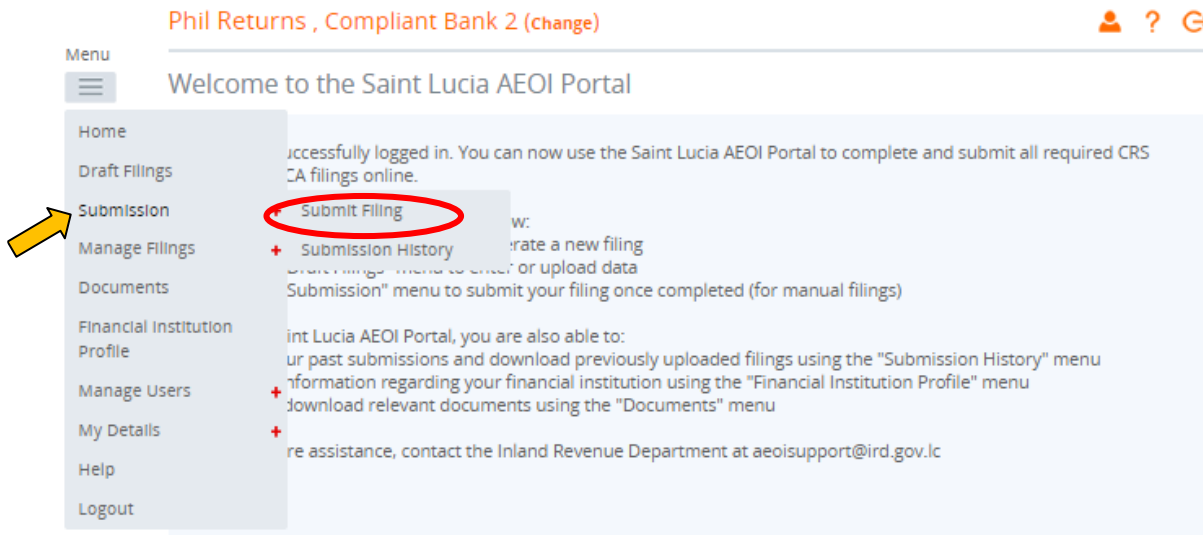 Phil Returns , Compliant Bank 2 (Change)
?
Menu
Welcome to the Saint Lucia AEOI Portal
Home
Draft Filings
Submission
Manage Filings
Documents
Financial Institution
Profile
Manage Users
My Details
Help
Logout
Submit Filing
Submission History
successfully logged in. You can now use the Saint Lucia AEOI Portal to complete and submit all required CRS
CA filings online.
w:
erate a new filing
Draft Filings" menu to enter or upload data
"Submission" menu to submit your filing once completed (for manual filings)
int Lucia AEOI Portal, you are also able to:
ur past submissions and download previously uploaded filings using the "Submission History" menu
nformation regarding your financial institution using the "Financial Institution Profile" menu
download relevant documents using the "Documents" menu
re assistance, contact the Inland Revenue Department at aeoisupport@ird.gov.lc